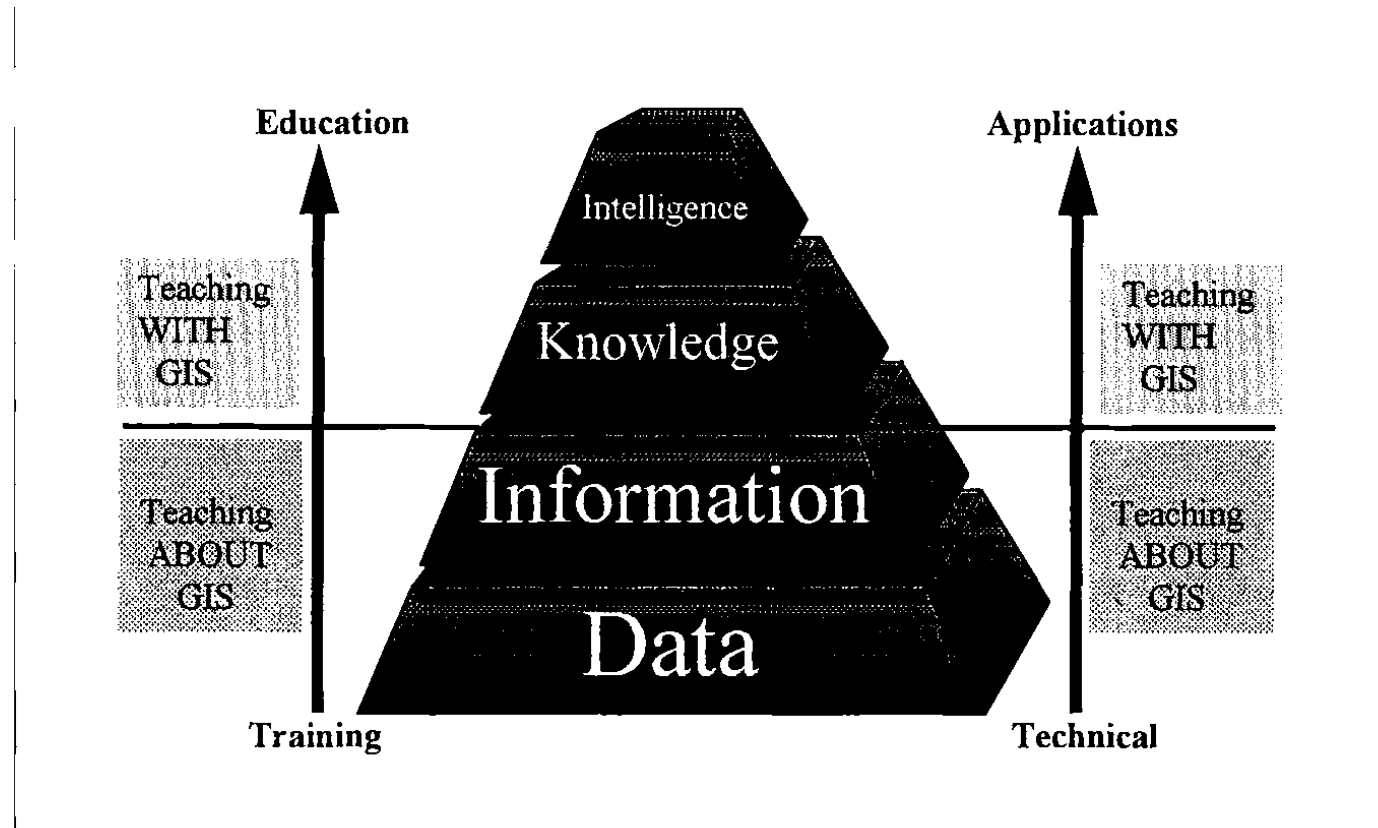 Education
Applications
Intelligence
Teaching
WITH
GIS
Knowledge
Teaching
WITH
GIS
Information
Teaching
ABOUT
GIS
Teaching
ABOUT
GIS
Data
Training
Technical